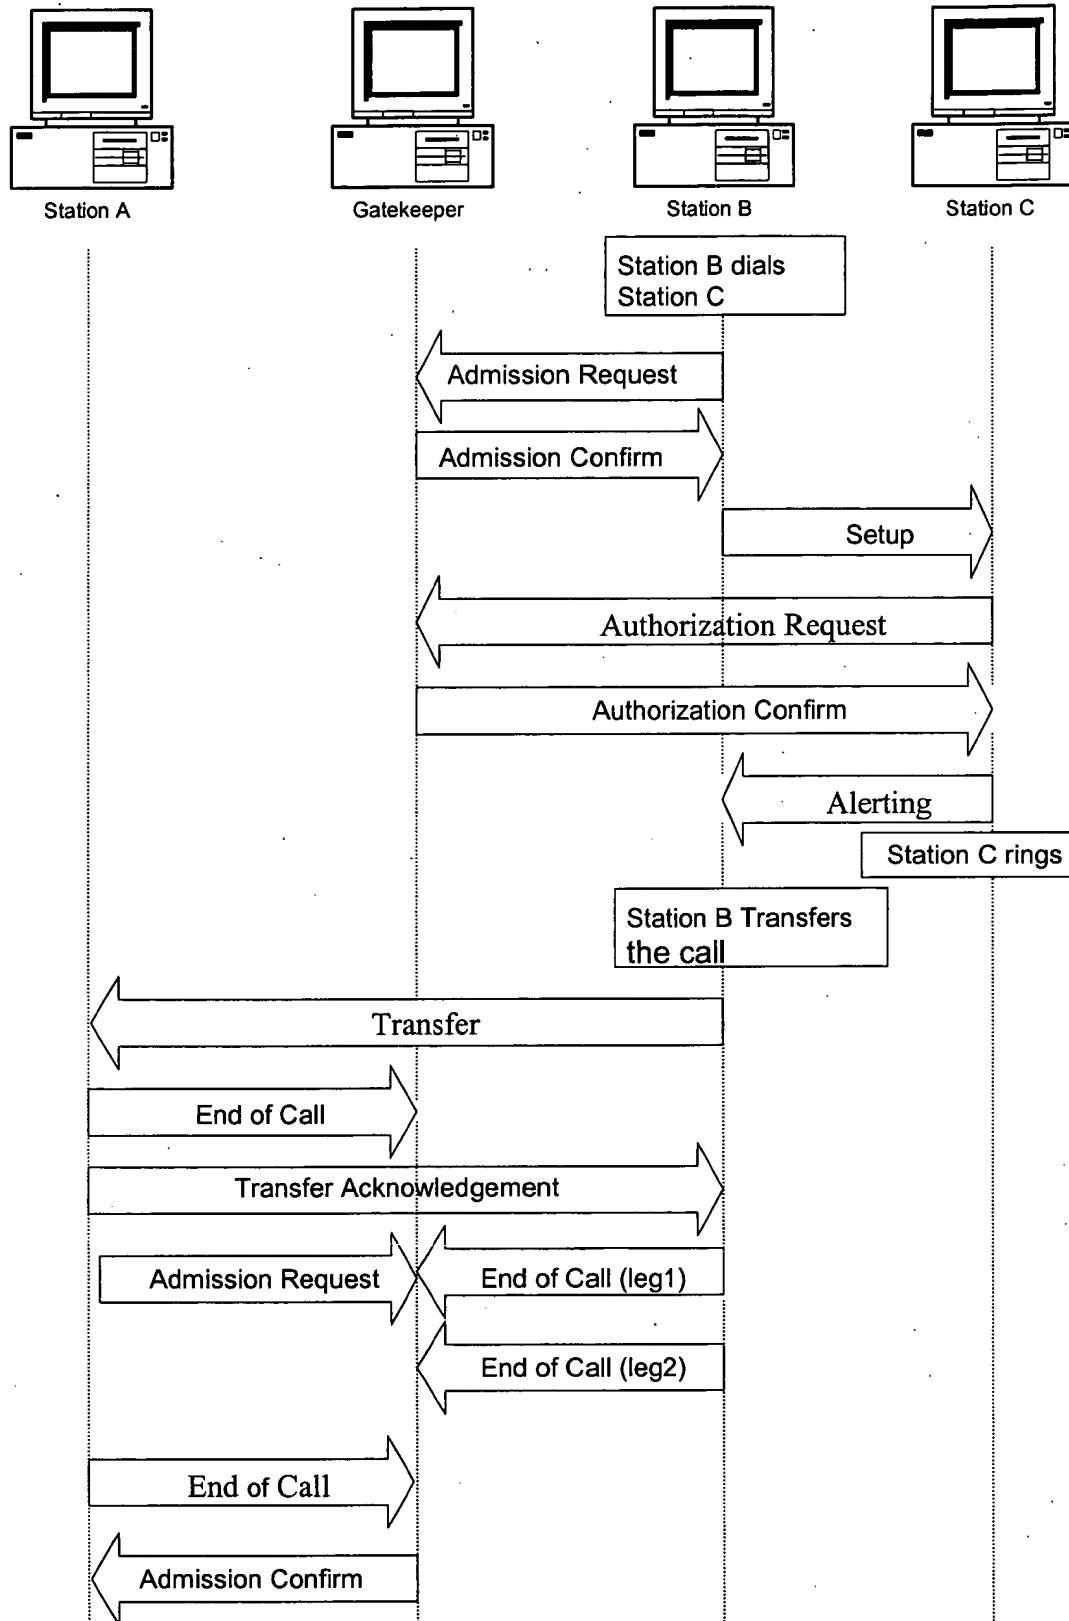 Station A
Gatekeeper
Station B
Station C
Station B dials
Station C
Admission Request
Admission Confirm
Setup
Authorization Request
Authorization Confirm
Alerting
Station C rings
Station B Transfers
the call
Transfer
End of Call
Transfer Acknowledgement
Admission Request
End of Call (leg1)
End of Call (leg2)
End of Call
Admission Confirm